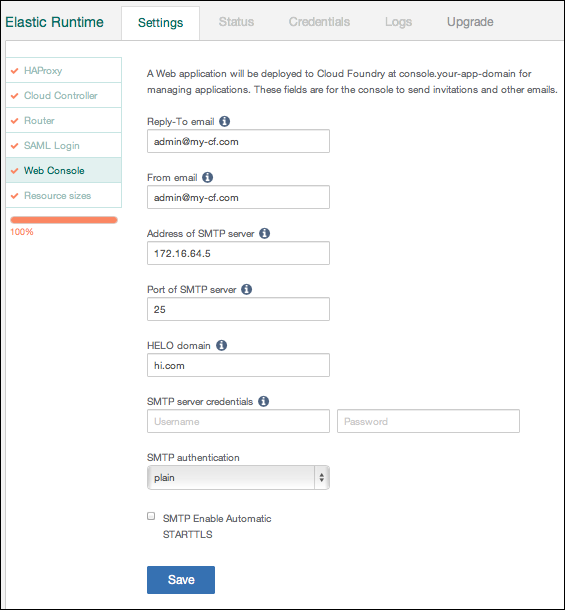 Elastic Runtime
Settings
Status
Credentials
Logs
Upgrade
HAProxy
Cloud Controller
Router
SAML Login
Web Console
Resource sizes
100%
A Web application will be deployed to Cloud Foundry at console.your-app-domain for
managing applications. These fields are for the console to send invitations and other emails.
Reply-To email
admin@my-cf.com
From email
admin@my-cf.com
Address of SMTP server
172.16.64.5
Port of SMTP server
25
HELO domain
hi.com
SMTP server credentials
Username
Password
SMTP authentication
plain
SMTP Enable Automatic
STARTTLS
Save